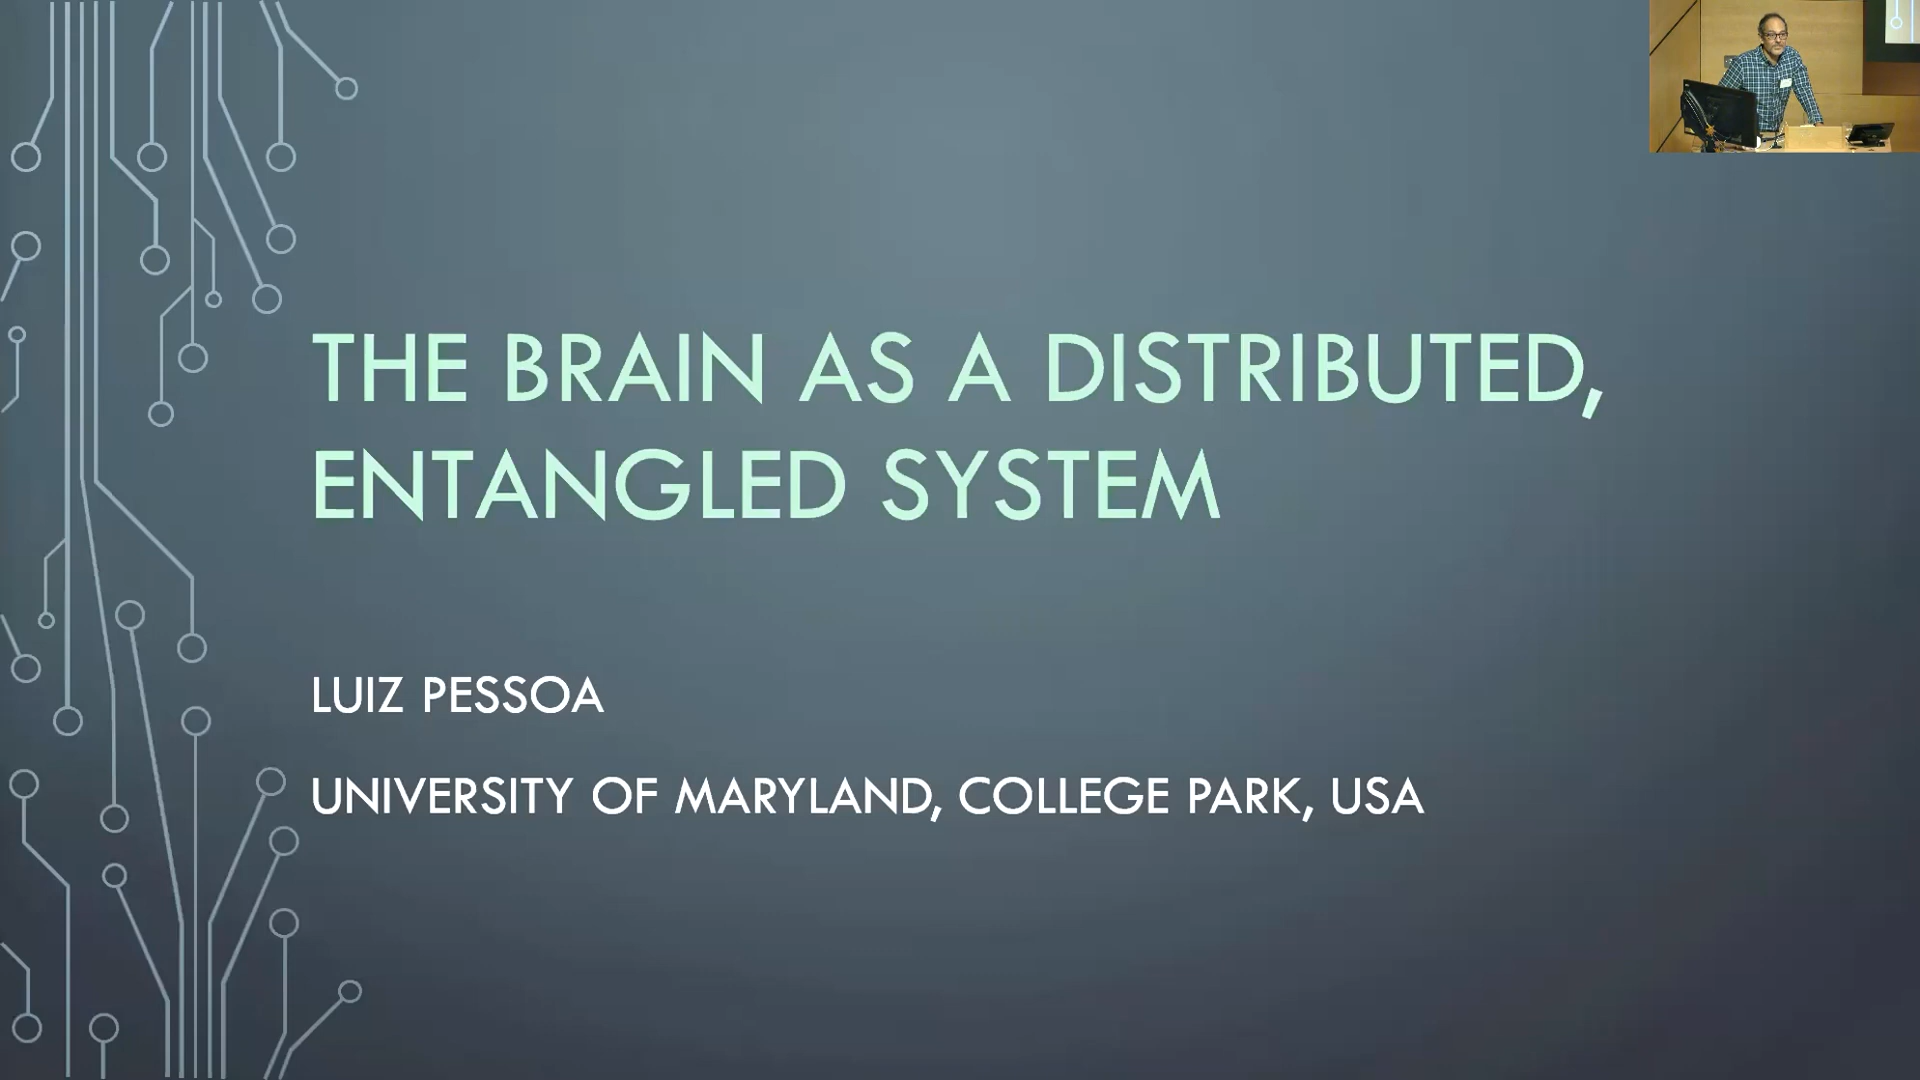 THE BRAIN AS A DISTRIBUTED,
ENTANGLED SYSTEM
LUIZ PESSOA
UNIVERSITY OF MARYLAND, COLLEGE PARK, USA